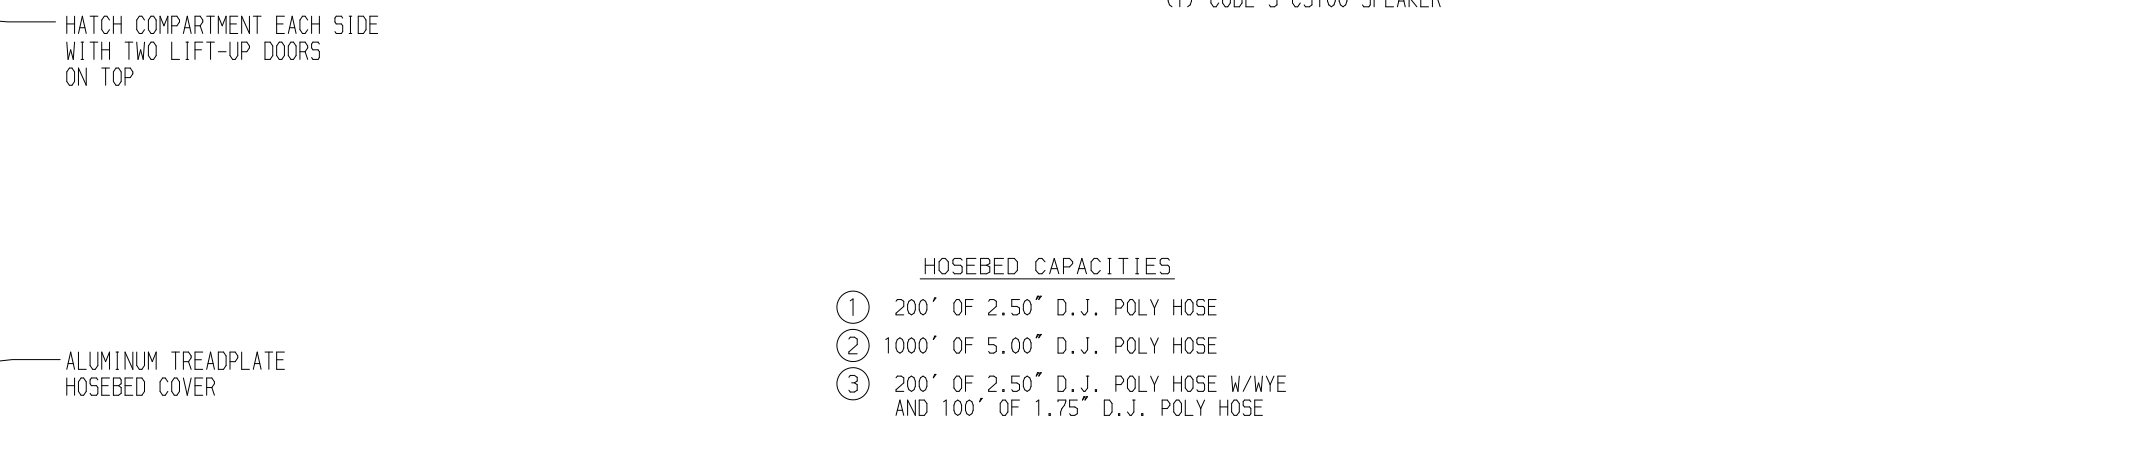 HATCH COMPARTMENT EACH SIDE
WITH TWO LIFT-UP DOORS
ON TOP
HOSEBED CAPACITIES
1 200' OF 2.50" D.J. POLY HOSE
2 1000' OF 5.00" D.J. POLY HOSE
3 200' OF 2.50" D.J. POLY HOSE W/WYE
AND 100' OF 1.75" D.J. POLY HOSE
ALUMINUM TREADPLATE
HOSEBED COVER